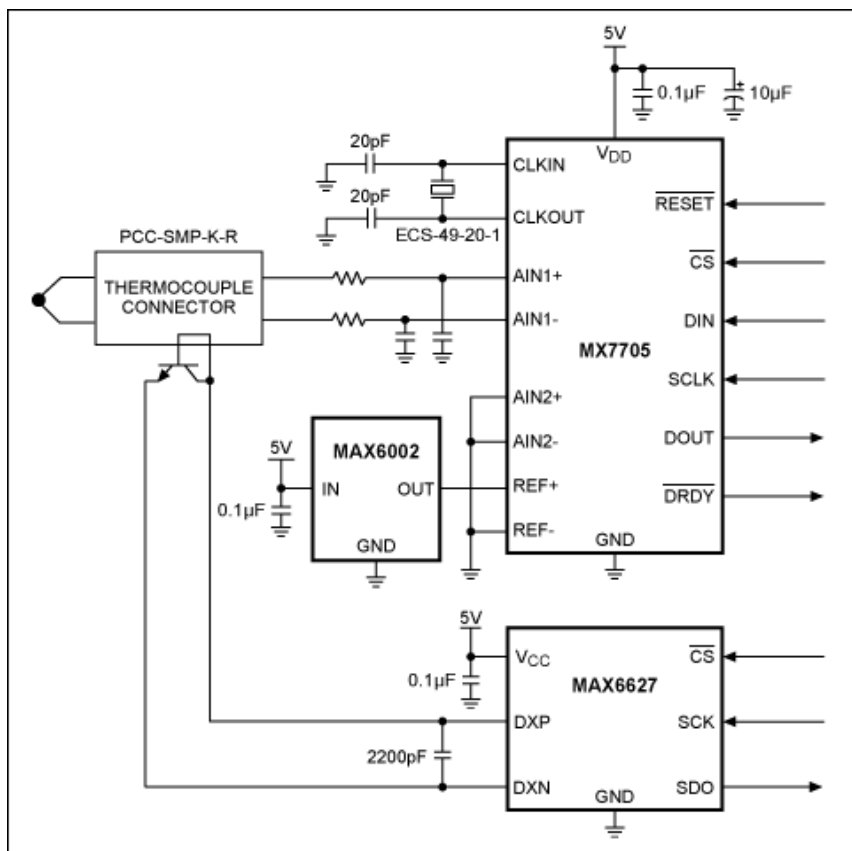 5V
0.1µF
10µF
20pF
20pF
ECS-49-20-1
CLKIN
CLKOUT
VDD
RESET
CS
DIN
SCLK
DOUT
DRDY
AIN1+
AIN1-
MX7705
AIN2+
AIN2-
REF+
REF-
GND
PCC-SMP-K-R
THERMOCOUPLE
CONNECTOR
5V
0.1µF
MAX6002
IN
OUT
GND
5V
0.1µF
VCC
MAX6627
CS
SCK
SDO
DXP
2200pF
DXN
GND